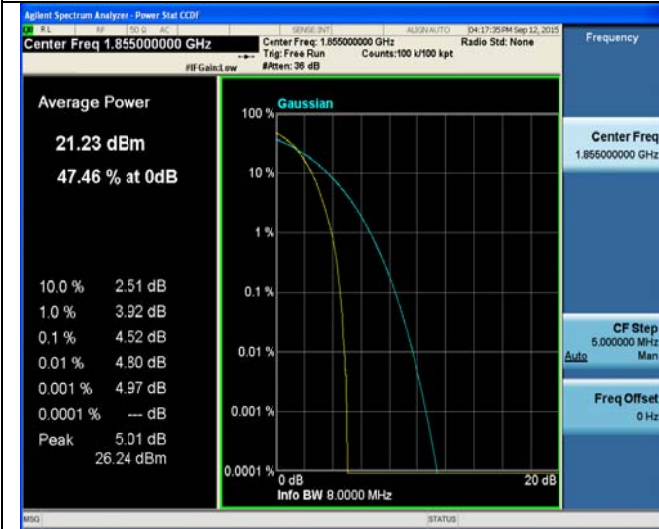 Agilent Spectrum Analyzer - Power Stat CCDF
RL RF 50 Ω AC SENSE:INT ALIGN AUTO 04:17:35 PM Sep 12, 2015
Center Freq 1.855000000 GHz
Center Freq: 1.855000000 GHz
Radio Std: None
Trig: Free Run Counts:100 k/100 kpt
#IFGain:Low #Atten: 36 dB
Frequency
Average Power
21.23 dBm
47.46 % at 0dB
10.0 % 2.51 dB
1.0 % 3.92 dB
0.1 % 4.52 dB
0.01 % 4.80 dB
0.001 % 4.97 dB
0.0001 % --- dB
Peak 5.01 dB
26.24 dBm
Gaussian
100 %
10 %
1 %
0.1 %
0.01 %
0.001 %
0.0001 %
0 dB 20 dB
Info BW 8.0000 MHz
Center Freq
1.855000000 GHz
CF Step
5.000000 MHz
Auto Man
Freq Offset
0 Hz
MSG STATUS